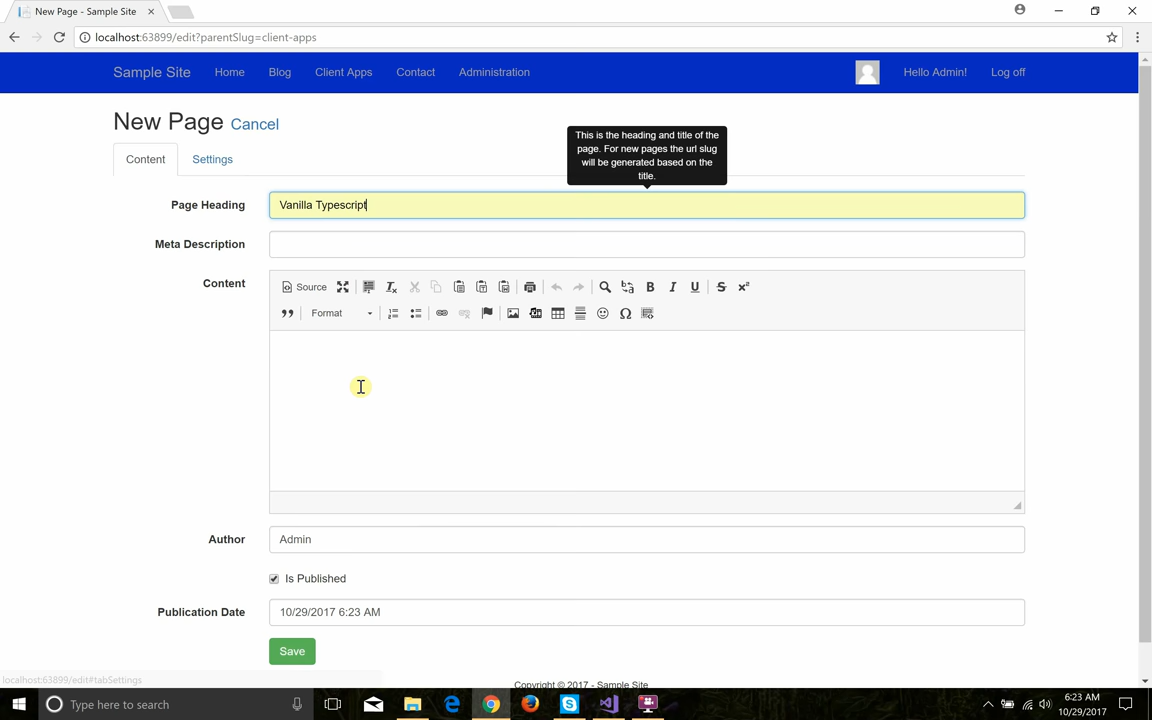 New Page - Sample Site
localhost:63899/edit?parentSlug=client-apps
Sample Site Home Blog Client Apps Contact Administration Hello Admin! Log off
New Page Cancel
This is the heading and title of the
page. For new pages the url slug
will be generated based on the
title.
Content Settings
Page Heading Vanilla Typescript
Meta Description
Content
Source
Format
Author Admin
Is Published
Publication Date 10/29/2017 6:23 AM
Save
localhost:63899/edit#tabSettings
Copyright © 2017 - Sample Site
Type here to search
6:23 AM
10/29/2017